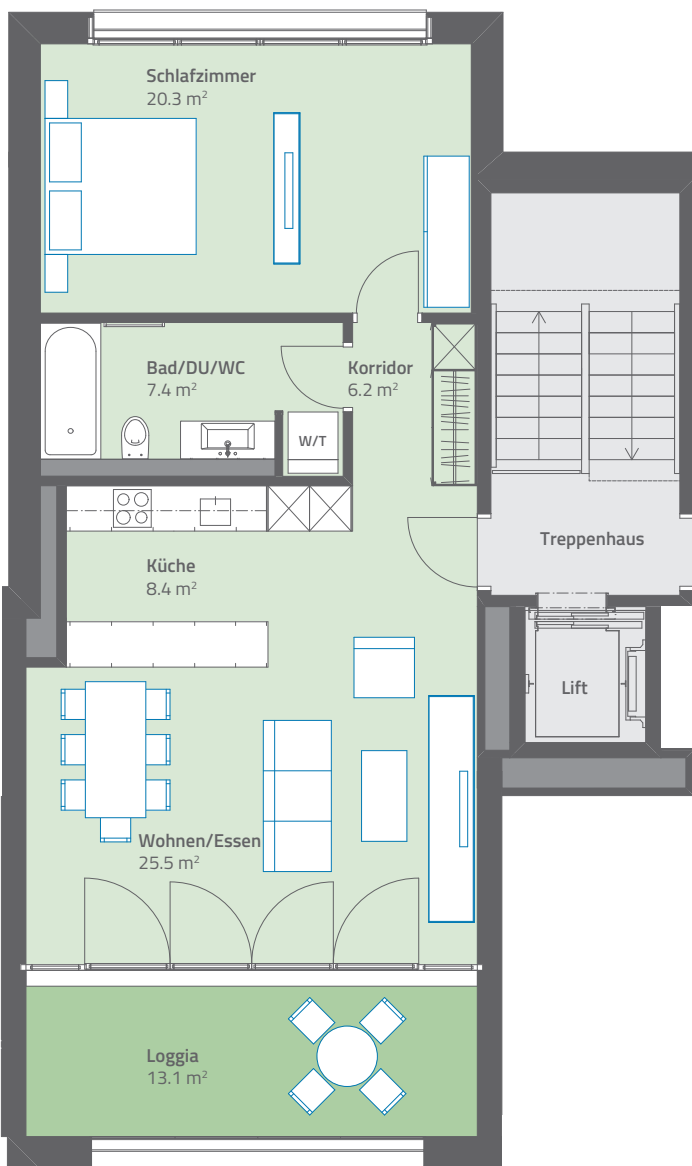 Schlafzimmer
20.3 m²
Bad/DU/WC
7.4 m²
Korridor
6.2 m²
W/T
Treppenhaus
Küche
8.4 m²
Lift
Wohnen/Essen
25.5 m²
Loggia
13.1 m²